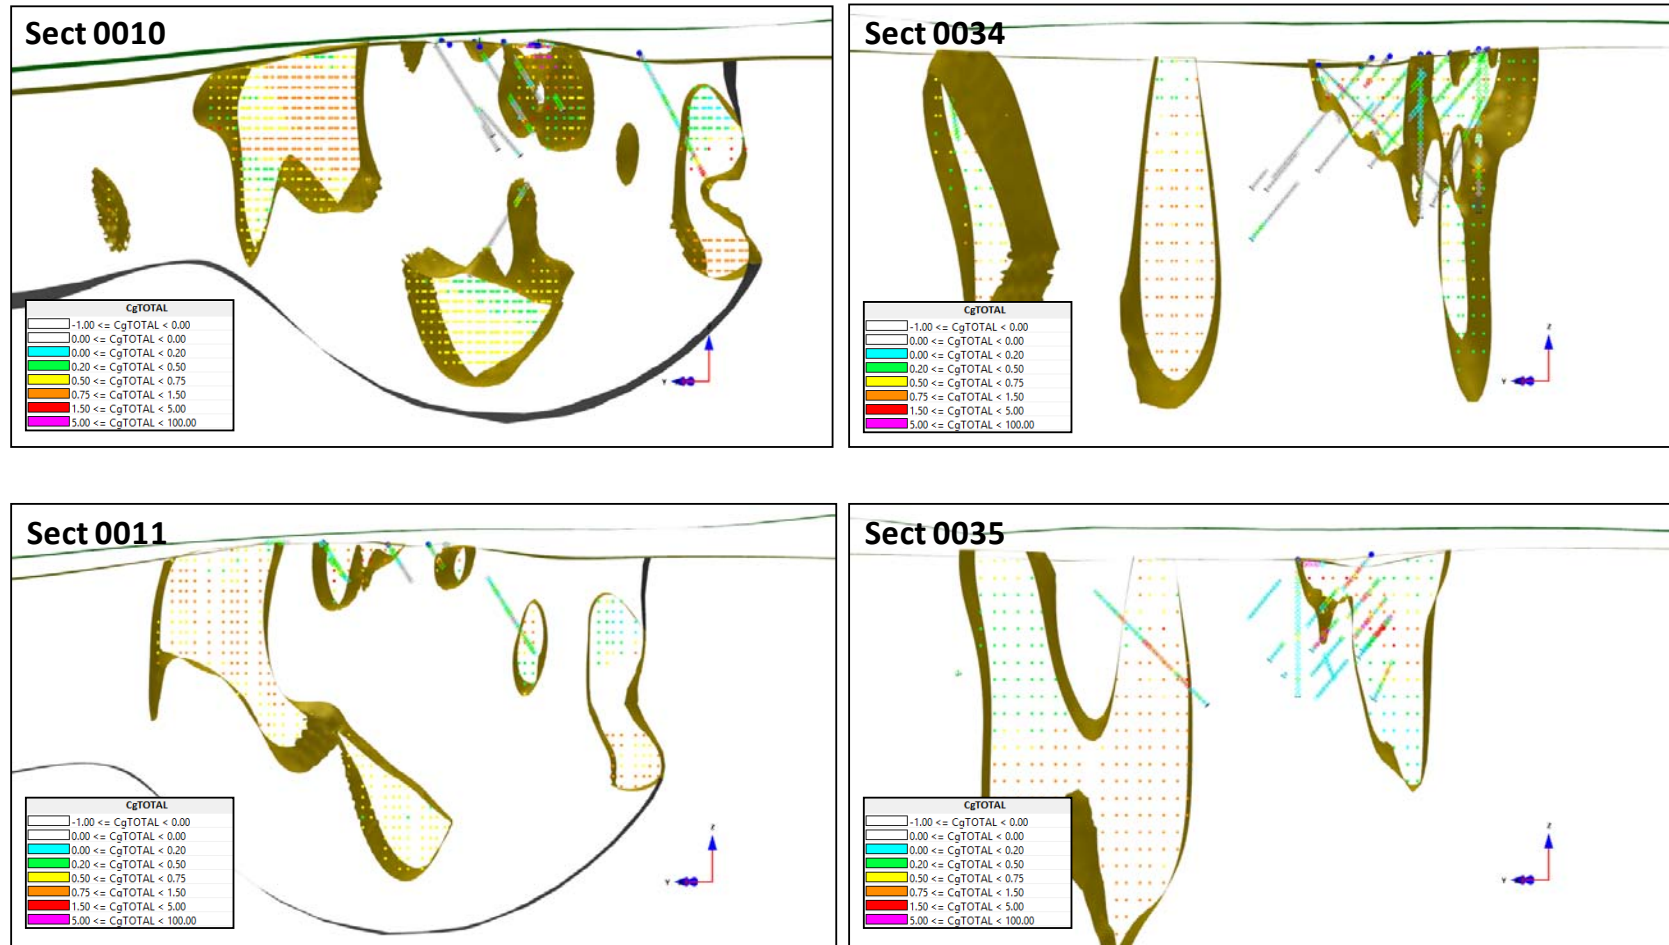 Sect 0010
CgTOTAL
-1.00 <= CgTOTAL < 0.00
0.00 <= CgTOTAL < 0.00
0.00 <= CgTOTAL < 0.20
0.20 <= CgTOTAL < 0.50
0.50 <= CgTOTAL < 0.75
0.75 <= CgTOTAL < 1.50
1.50 <= CgTOTAL < 5.00
5.00 <= CgTOTAL < 100.00
Y
Sect 0034
CgTOTAL
-1.00 <= CgTOTAL < 0.00
0.00 <= CgTOTAL < 0.00
0.00 <= CgTOTAL < 0.20
0.20 <= CgTOTAL < 0.50
0.50 <= CgTOTAL < 0.75
0.75 <= CgTOTAL < 1.50
1.50 <= CgTOTAL < 5.00
5.00 <= CgTOTAL < 100.00
Z
Y
Sect 0011
CgTOTAL
-1.00 <= CgTOTAL < 0.00
0.00 <= CgTOTAL < 0.00
0.00 <= CgTOTAL < 0.20
0.20 <= CgTOTAL < 0.50
0.50 <= CgTOTAL < 0.75
0.75 <= CgTOTAL < 1.50
1.50 <= CgTOTAL < 5.00
5.00 <= CgTOTAL < 100.00
Z
Y
Sect 0035
CgTOTAL
-1.00 <= CgTOTAL < 0.00
0.00 <= CgTOTAL < 0.00
0.00 <= CgTOTAL < 0.20
0.20 <= CgTOTAL < 0.50
0.50 <= CgTOTAL < 0.75
0.75 <= CgTOTAL < 1.50
1.50 <= CgTOTAL < 5.00
5.00 <= CgTOTAL < 100.00
Z
Y